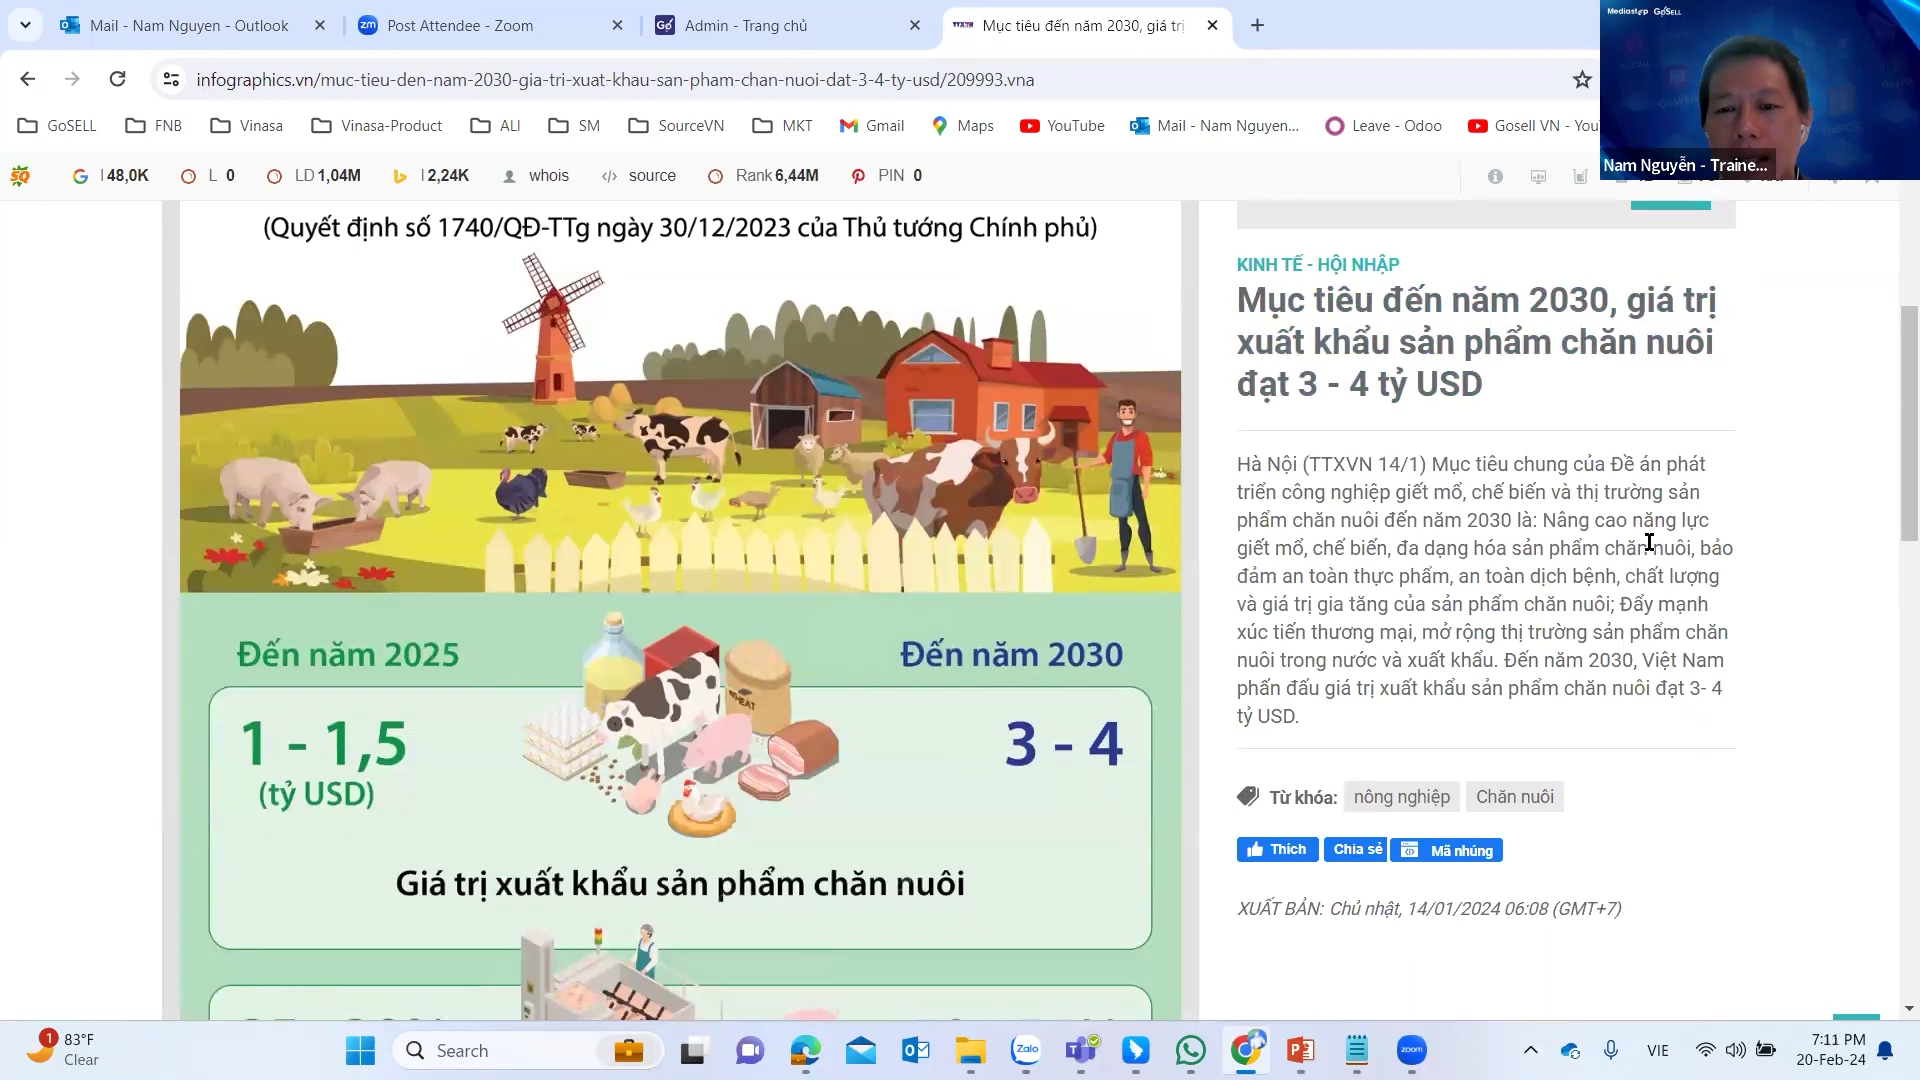 Mail - Nam Nguyen - Outlook
Post Attendee - Zoom
Admin - Trang chủ
Mục tiêu đến năm 2030, giá trị
infographics.vn/muc-tieu-den-nam-2030-gia-tri-xuat-khau-san-pham-chan-nuoi-dat-3-4-ty-usd/209993.vna
GoSELL FNB Vinasa Vinasa-Product ALI SM SourceVN MKT Gmail Maps YouTube Mail - Nam Nguyen... Leave - Odoo Gosell VN - You
I 48,0K L 0 LD 1,04M I 2,24K whois source Rank 6,44M PIN 0
Mediastep GoSELL
Nam Nguyễn - Traine...
(Quyết định số 1740/QĐ-TTg ngày 30/12/2023 của Thủ tướng Chính phủ)
Đến năm 2025
Đến năm 2030
WHEAT
1 - 1,5
(tỷ USD)
3 - 4
Giá trị xuất khẩu sản phẩm chăn nuôi
KINH TẾ - HỘI NHẬP
Mục tiêu đến năm 2030, giá trị
xuất khẩu sản phẩm chăn nuôi
đạt 3 - 4 tỷ USD
Hà Nội (TTXVN 14/1) Mục tiêu chung của Đề án phát
triển công nghiệp giết mổ, chế biến và thị trường sản
phẩm chăn nuôi đến năm 2030 là: Nâng cao năng lực
giết mổ, chế biến, đa dạng hóa sản phẩm chăn nuôi, bảo
đảm an toàn thực phẩm, an toàn dịch bệnh, chất lượng
và giá trị gia tăng của sản phẩm chăn nuôi; Đẩy mạnh
xúc tiến thương mại, mở rộng thị trường sản phẩm chăn
nuôi trong nước và xuất khẩu. Đến năm 2030, Việt Nam
phấn đấu giá trị xuất khẩu sản phẩm chăn nuôi đạt 3- 4
tỷ USD.
Từ khóa: nông nghiệp Chăn nuôi
Thích Chia sẻ Mã nhúng
XUẤT BẢN: Chủ nhật, 14/01/2024 06:08 (GMT+7)
1
83°F
Clear
Search
Zalo
zoom
VIE
7:11 PM
20-Feb-24